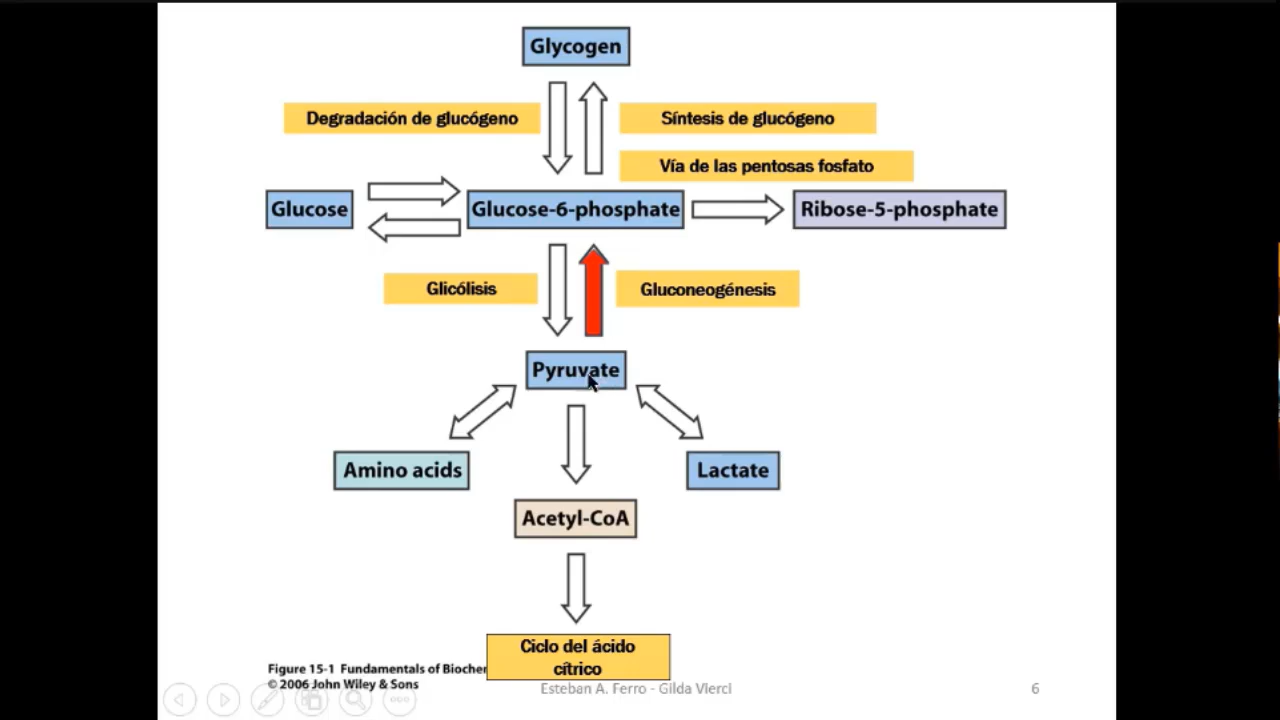 Glycogen
Degradación de glucógeno
Síntesis de glucógeno
Vía de las pentosas fosfato
Glucose
Glucose-6-phosphate
Ribose-5-phosphate
Glicólisis
Gluconeogénesis
Pyruvate
Amino acids
Lactate
Acetyl-CoA
Ciclo del ácido
cítrico
Figure 15-1 Fundamentals of
© 2006 John Wiley & Sons
Esteban A. Ferro - Gilda Vierci
6